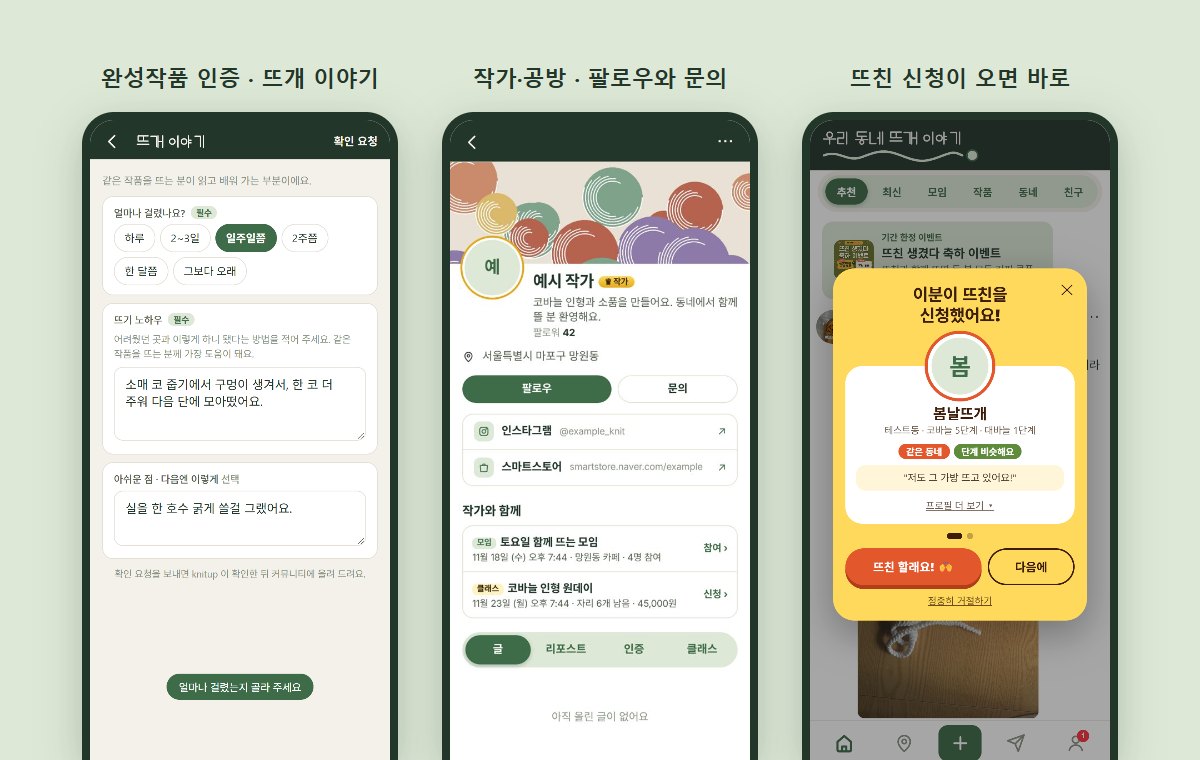 완성작품 인증 · 뜨개 이야기
뜨개 이야기
확인 요청
같은 작품을 뜨는 분이 읽고 배워 가는 부분이에요.
얼마나 걸렸나요? 필수
하루
2~3일
일주일쯤
2주쯤
한 달쯤
그보다 오래
뜨기 노하우 필수
어려웠던 곳과 이렇게 하니 됐다는 방법을 적어 주세요. 같은
작품을 뜨는 분께 가장 도움이 돼요.
소매 코 줍기에서 구멍이 생겨서, 한 코 더
주워 다음 단에 모아떴어요.
아쉬운 점 · 다음엔 이렇게 선택
실을 한 호수 굵게 쓸걸 그랬어요.
확인 요청을 보내면 knitup 이 확인한 뒤 커뮤니티에 올려 드려요.
얼마나 걸렸는지 골라 주세요
작가·공방 · 팔로우와 문의
예
예시 작가 작가
코바늘 인형과 소품을 만들어요. 동네에서 함께
뜰 분 환영해요.
팔로워 42
서울특별시 마포구 망원동
팔로우
문의
인스타그램 @example_knit
스마트스토어 smartstore.naver.com/example
작가와 함께
모임 토요일 함께 뜨는 모임
11월 18일 (수) 오후 7:44 · 망원동 카페 · 4명 참여
참여 ›
클래스 코바늘 인형 원데이
11월 23일 (월) 오후 7:44 · 자리 6개 남음 · 45,000원
신청 ›
글
리포스트
인증
클래스
아직 올린 글이 없어요
뜨친 신청이 오면 바로
우리 동네 뜨개 이야기
추천
최신
모임
작품
동네
친구
기간 한정 이벤트
뜨친 생겼다 축하 이벤트
이분이 뜨친을
신청했어요!
봄
봄날뜨개
테스트동 · 코바늘 5단계 · 대바늘 1단계
같은 동네
단계 비슷해요
"저도 그 가방 뜨고 있어요!"
프로필 더 보기
뜨친 할래요! 🙌
다음에
정중히 거절하기
1